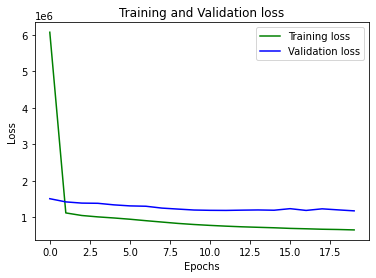 Training and Validation loss
1e6
6
5
4
3
2
1
Loss
Training loss
Validation loss
0.0 2.5 5.0 7.5 10.0 12.5 15.0 17.5
Epochs